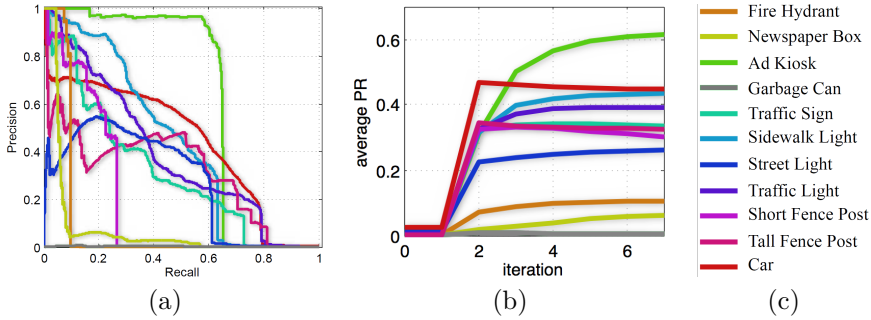 1
0.8
0.6
0.4
0.2
0
Precision
0 0.2 0.4 0.6 0.8 1
Recall
(a)
0.6
0.4
0.2
0
average PR
0 2 4 6
iteration
(b)
Fire Hydrant
Newspaper Box
Ad Kiosk
Garbage Can
Traffic Sign
Sidewalk Light
Street Light
Traffic Light
Short Fence Post
Tall Fence Post
Car
(c)